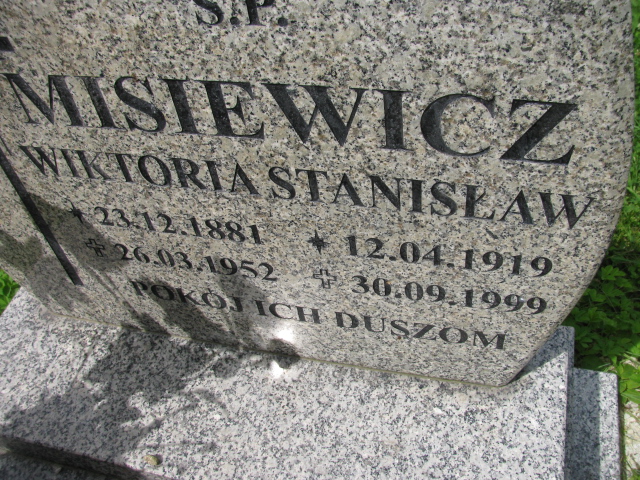 Ś.P.
MISIEWICZ
WIKTORIA STANISŁAW
23.12.1881 12.04.1919
26.03.1952 30.09.1999
POKÓJ ICH DUSZOM